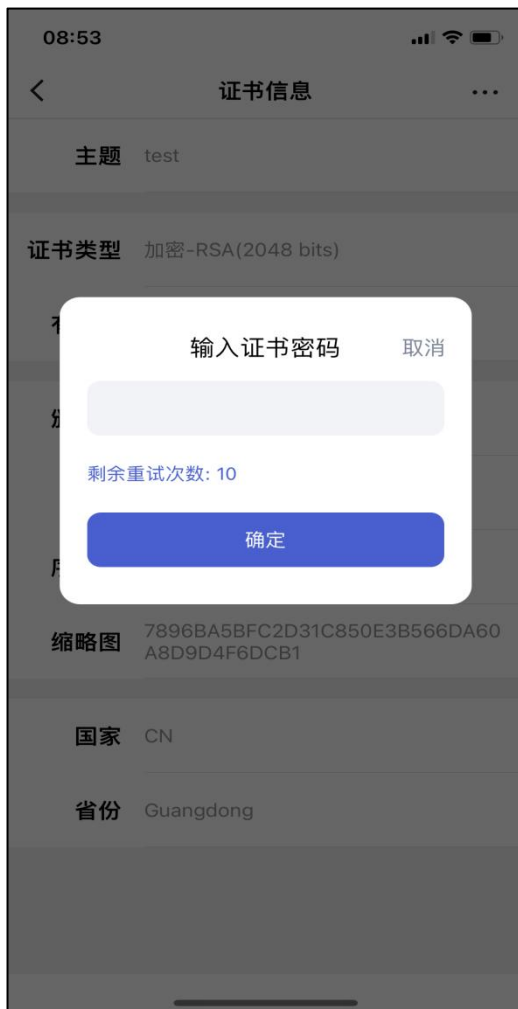 08:53
证书信息
主题 test
证书类型 加密-RSA(2048 bits)
输入证书密码 取消
剩余重试次数: 10
确定
缩略图 7896BA5BFC2D31C850E3B566DA60
A8D9D4F6DCB1
国家 CN
省份 Guangdong